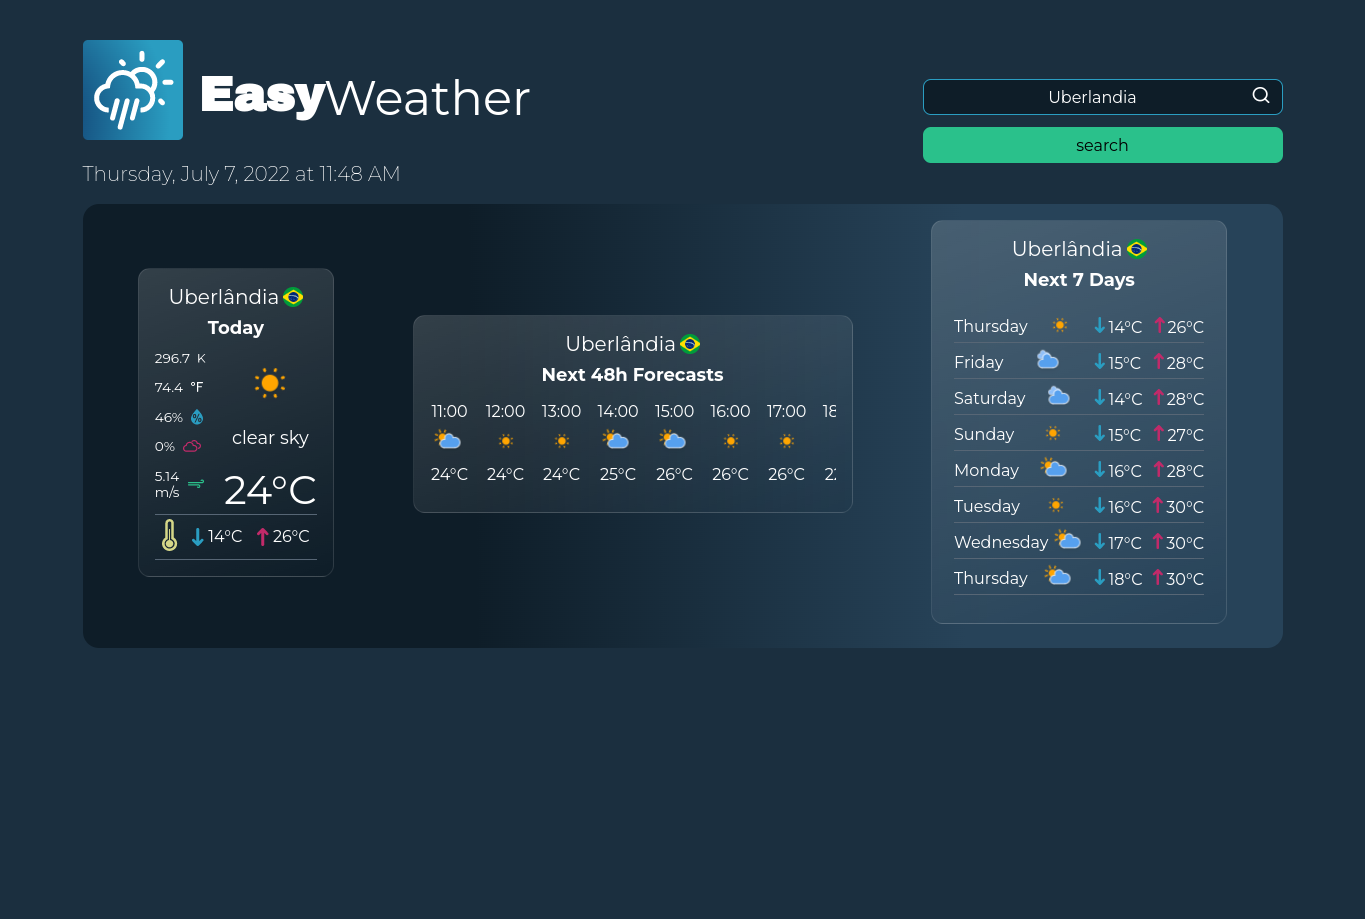 EasyWeather
Uberlandia
search
Thursday, July 7, 2022 at 11:48 AM
Uberlândia
Today
296.7 K
74.4 °F
46%
0%
clear sky
5.14
m/s
24°C
14°C 26°C
Uberlândia
Next 48h Forecasts
11:00 12:00 13:00 14:00 15:00 16:00 17:00 18
24°C 24°C 24°C 25°C 26°C 26°C 26°C 22
Uberlândia
Next 7 Days
Thursday 14°C 26°C
Friday 15°C 28°C
Saturday 14°C 28°C
Sunday 15°C 27°C
Monday 16°C 28°C
Tuesday 16°C 30°C
Wednesday 17°C 30°C
Thursday 18°C 30°C